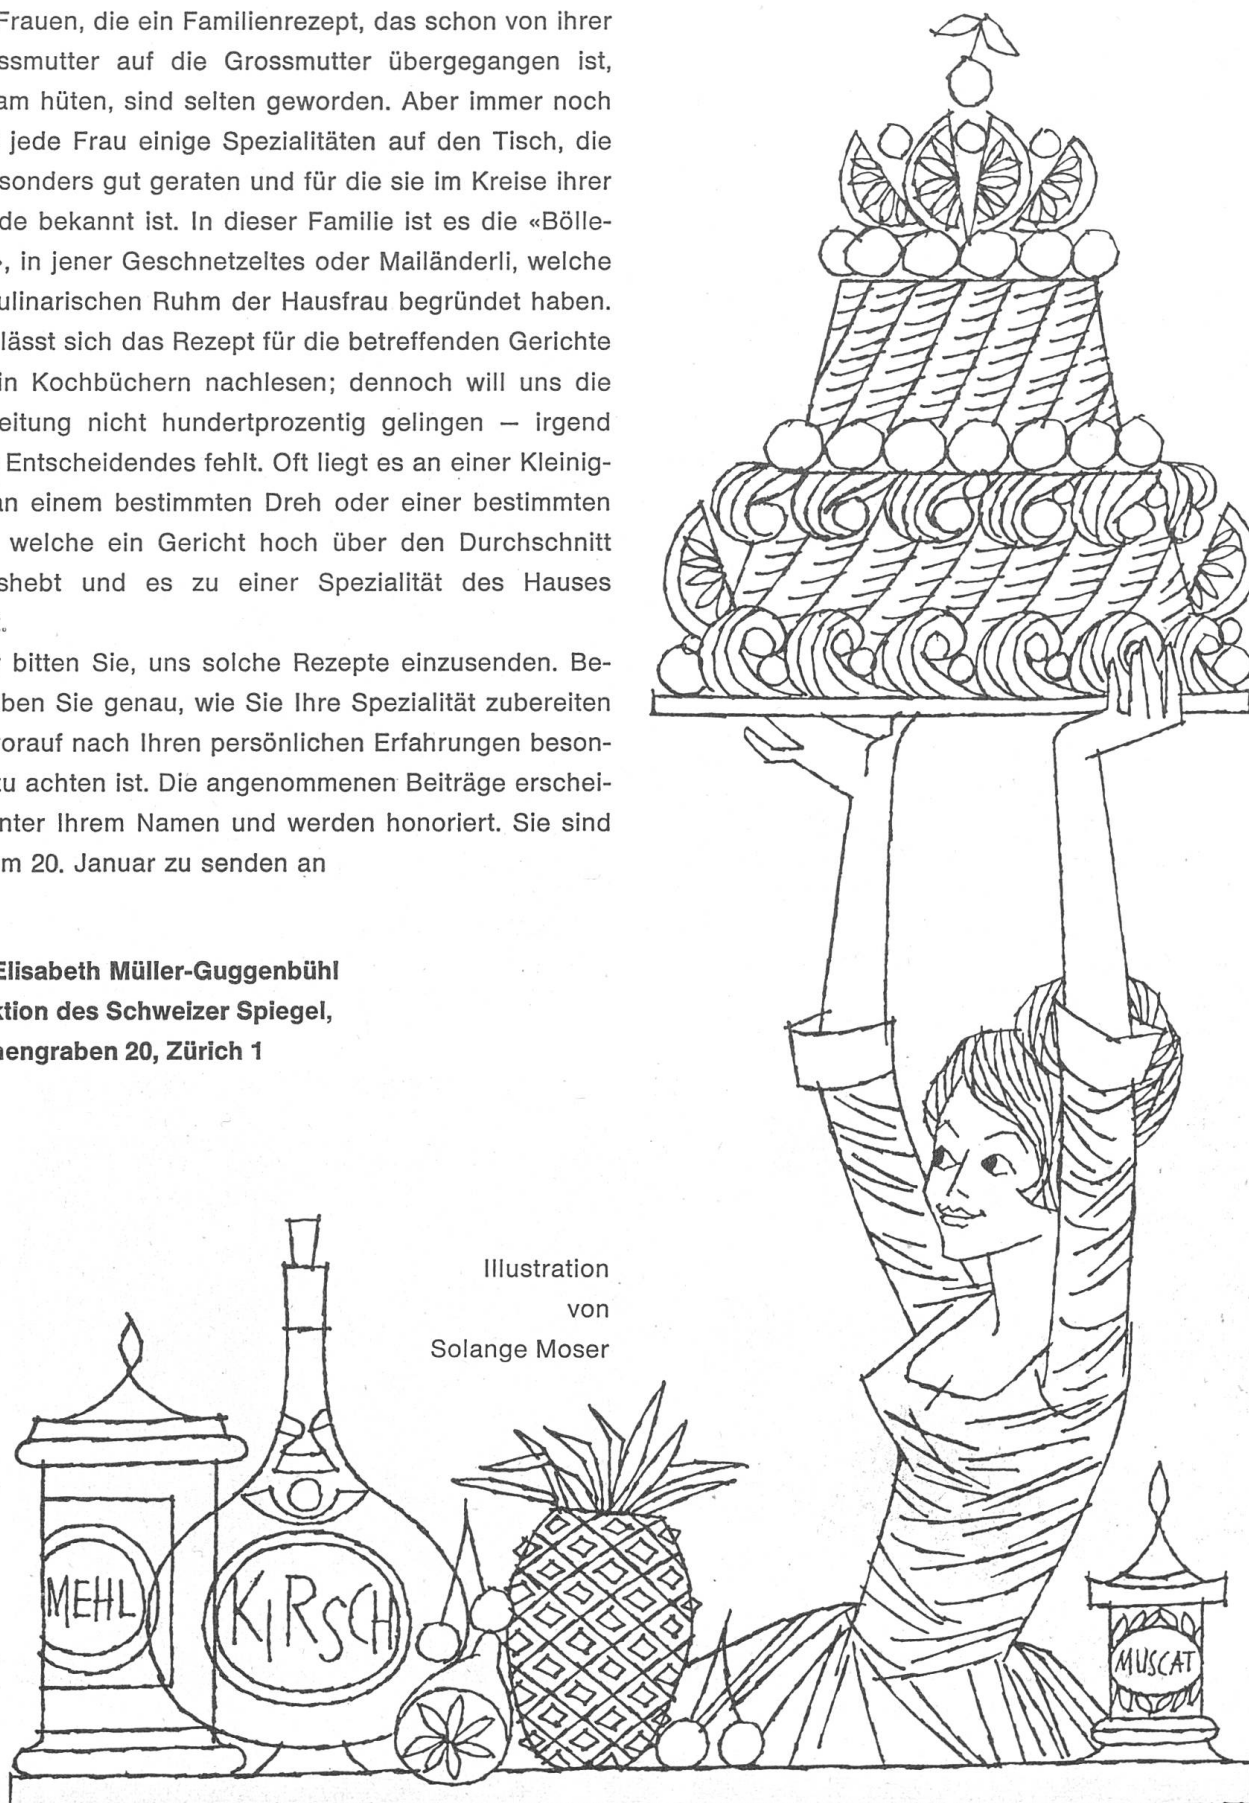 Frauen, die ein Familienrezept, das schon von ihrer
ssmutter auf die Grossmutter übergegangen ist,
am hüten, sind selten geworden. Aber immer noch
jede Frau einige Spezialitäten auf den Tisch, die
sonders gut geraten und für die sie im Kreise ihrer
de bekannt ist. In dieser Familie ist es die «Bölle-
», in jener Geschnetzeltes oder Mailänderli, welche
ulinarischen Ruhm der Hausfrau begründet haben.
lässt sich das Rezept für die betreffenden Gerichte
in Kochbüchern nachlesen; dennoch will uns die
eitung nicht hundertprozentig gelingen — irgend
Entscheidendes fehlt. Oft liegt es an einer Kleinig-
an einem bestimmten Dreh oder einer bestimmten
welche ein Gericht hoch über den Durchschnitt
shebt und es zu einer Spezialität des Hauses
.
bitten Sie, uns solche Rezepte einzusenden. Be-
ben Sie genau, wie Sie Ihre Spezialität zubereiten
vorauf nach Ihren persönlichen Erfahrungen beson-
zu achten ist. Die angenommenen Beiträge erschei-
nter Ihrem Namen und werden honoriert. Sie sind
m 20. Januar zu senden an
Elisabeth Müller-Guggenbühl
ktion des Schweizer Spiegel,
engraben 20, Zürich 1
Illustration
von
Solange Moser
MEHL
KIRSCH
MUSCAT